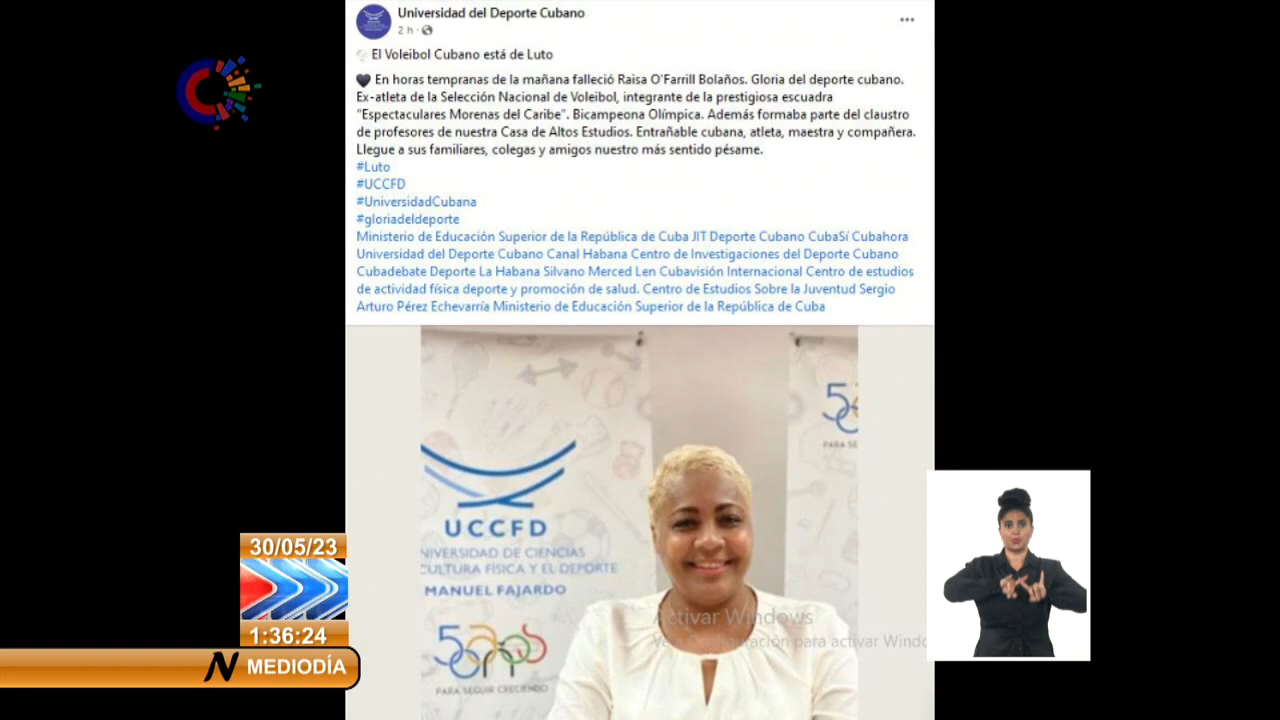 Universidad del Deporte Cubano
2 h
El Voleibol Cubano está de Luto
En horas tempranas de la mañana falleció Raisa O'Farrill Bolaños. Gloria del deporte cubano.
Ex-atleta de la Selección Nacional de Voleibol, integrante de la prestigiosa escuadra
"Espectaculares Morenas del Caribe". Bicampeona Olímpica. Además formaba parte del claustro
de profesores de nuestra Casa de Altos Estudios. Entrañable cubana, atleta, maestra y compañera.
Llegue a sus familiares, colegas y amigos nuestro más sentido pésame.
#Luto
#UCCFD
#UniversidadCubana
#gloriadeldeporte
Ministerio de Educación Superior de la República de Cuba JIT Deporte Cubano CubaSí Cubahora
Universidad del Deporte Cubano Canal Habana Centro de Investigaciones del Deporte Cubano
Cubadebate Deporte La Habana Silvano Merced Len Cubavisión Internacional Centro de estudios
de actividad física deporte y promoción de salud. Centro de Estudios Sobre la Juventud Sergio
Arturo Pérez Echevarría Ministerio de Educación Superior de la República de Cuba
UCCFD
NIVERSIDAD DE CIENCIAS
CULTURA FÍSICA Y EL DEPORTE
MANUEL FAJARDO
PARA SEGUIR CRECIENDO
PARA SE
Activar Windows
para activar Windo
30/05/23
1:36:24
N MEDIODÍA